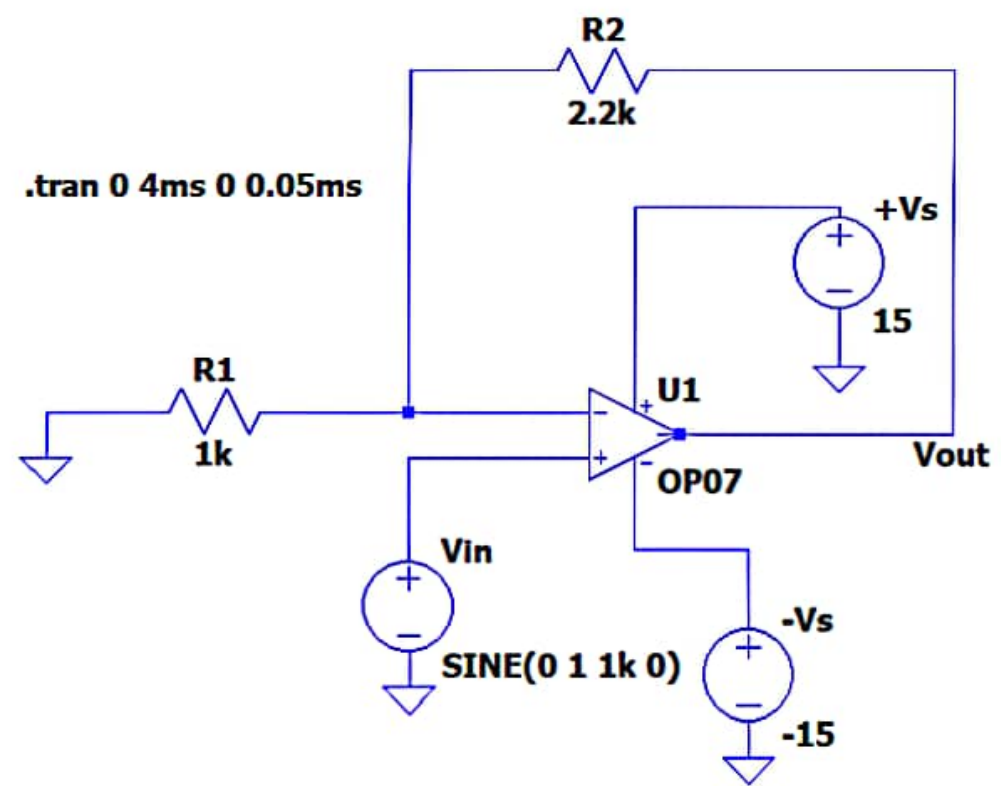 R2
2.2k
.tran 0 4ms 0 0.05ms
+Vs
15
R1
1k
U1
OP07
Vout
Vin
SINE(0 1 1k 0)
-Vs
-15